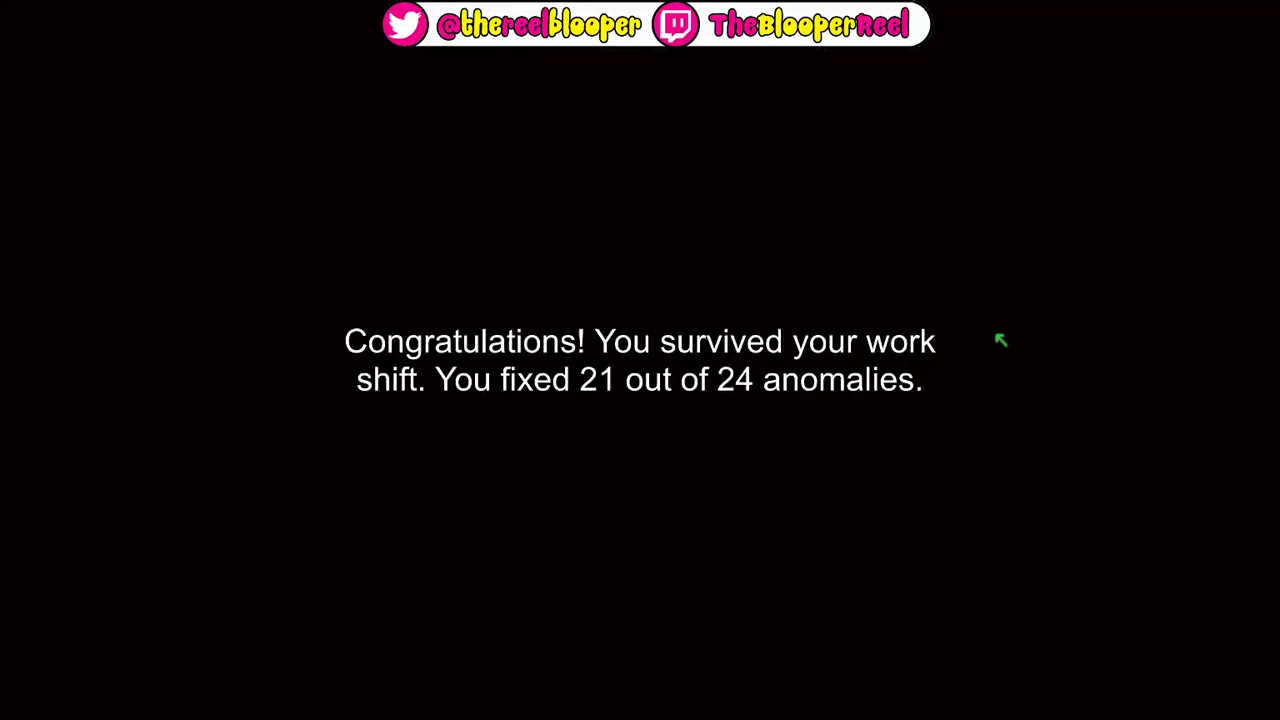 @thereelblooper TheBlooperReel
Congratulations! You survived your work
shift. You fixed 21 out of 24 anomalies.